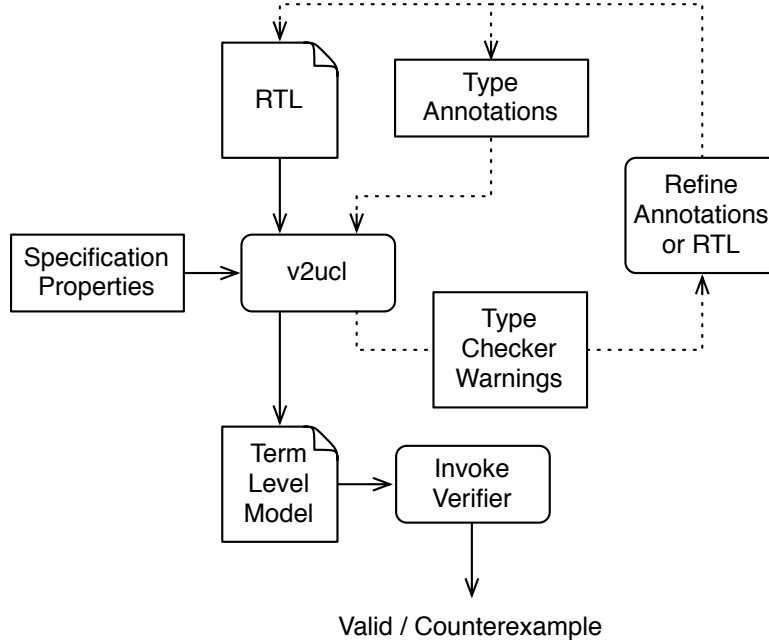 RTL
Type
Annotations
Refine
Annotations
or RTL
Specification
Properties
v2ucl
Type
Checker
Warnings
Term
Level
Model
Invoke
Verifier
Valid / Counterexample